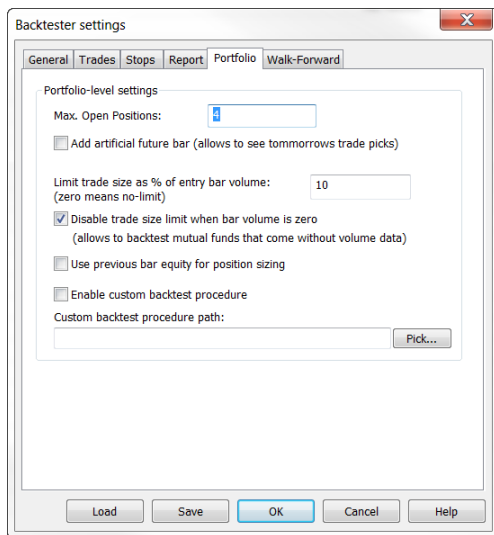 Backtester settings
General Trades Stops Report Portfolio Walk-Forward
Portfolio-level settings
Max. Open Positions: 4
Add artificial future bar (allows to see tommorrows trade picks)
Limit trade size as % of entry bar volume: 10
(zero means no-limit)
Disable trade size limit when bar volume is zero
(allows to backtest mutual funds that come without volume data)
Use previous bar equity for position sizing
Enable custom backtest procedure
Custom backtest procedure path:
Pick...
Load Save OK Cancel Help